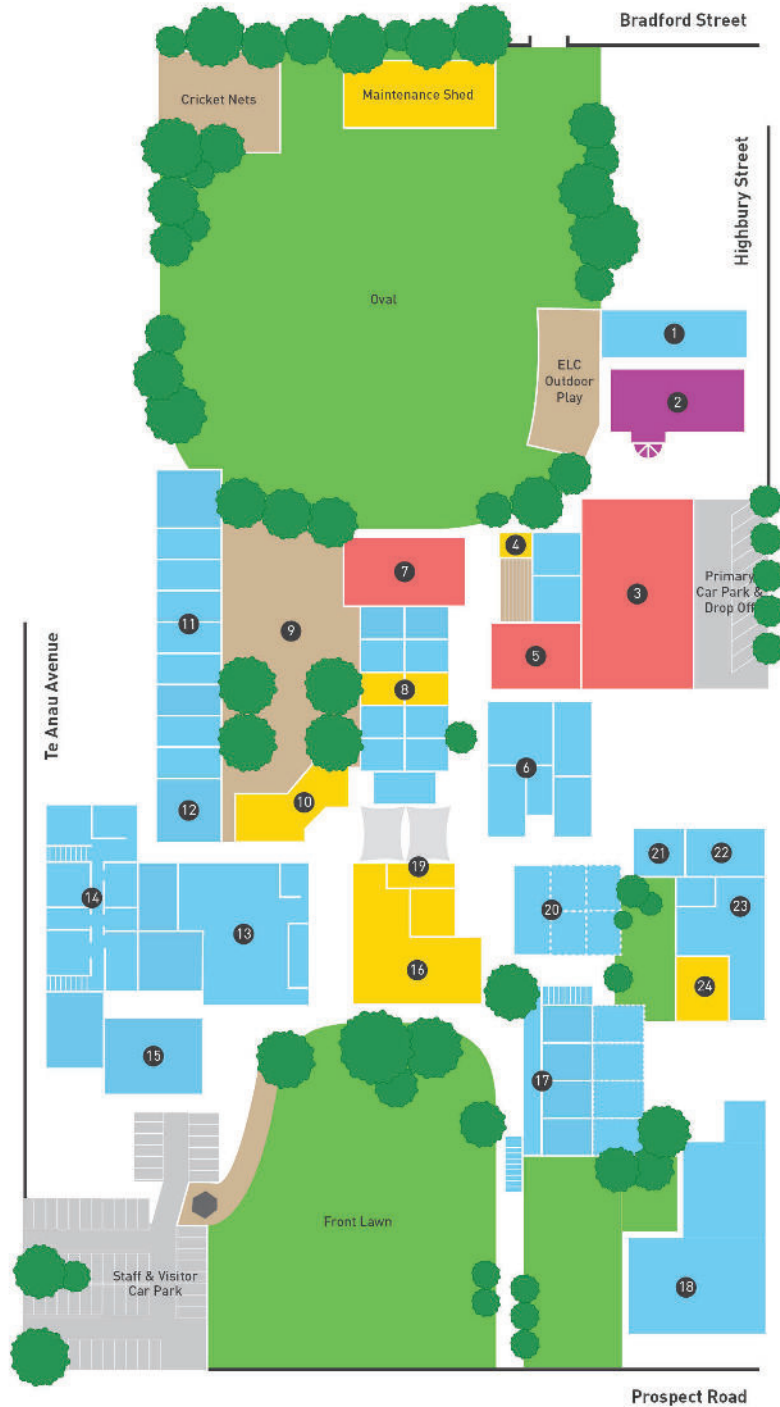 Bradford Street
Cricket Nets
Maintenance Shed
Highbury Street
Oval
1
ELC
Outdoor
Play
2
4
7
3
Primary
Car Park &
Drop Off
11
9
5
8
Te Anau Avenue
6
10
12
19
21
22
14
20
23
13
16
24
15
17
Front Lawn
Staff & Visitor
Car Park
18
Prospect Road